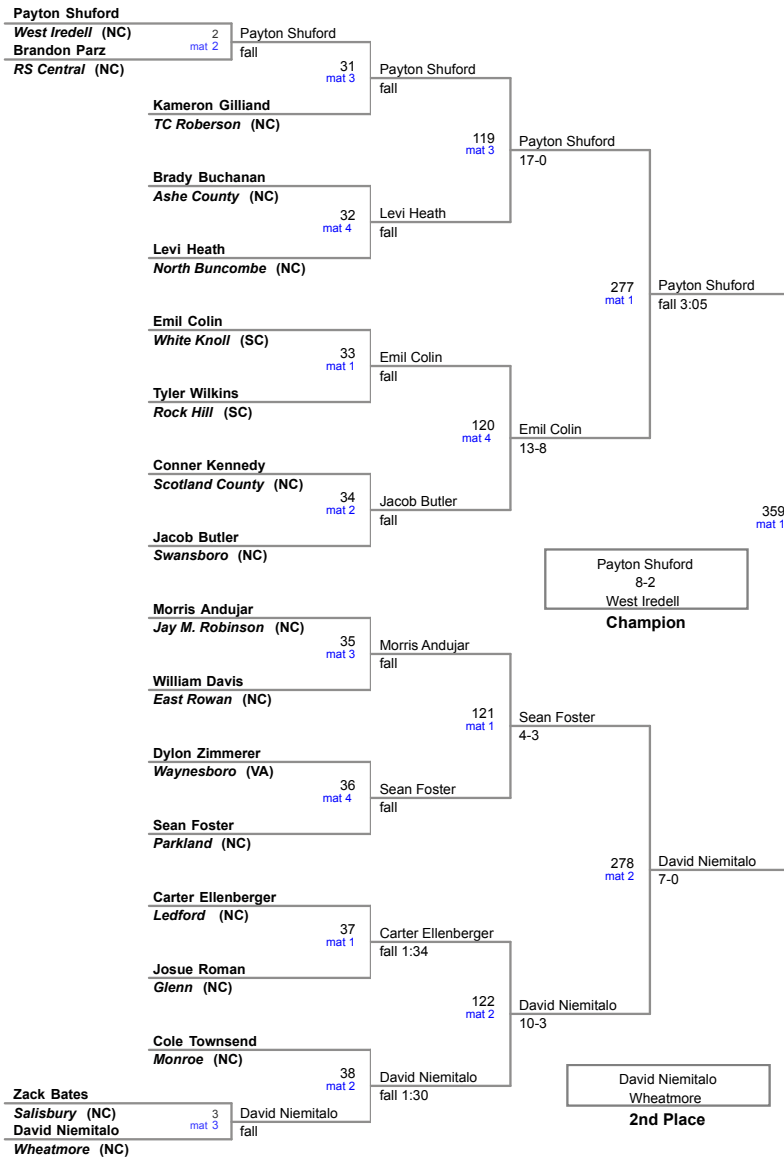 Payton Shuford
West Iredell (NC)
2
mat 2
Brandon Parz
RS Central (NC)
Payton Shuford
fall
31
mat 3
Kameron Gilliand
TC Roberson (NC)
Payton Shuford
fall
119
mat 3
Brady Buchanan
Ashe County (NC)
32
mat 4
Levi Heath
North Buncombe (NC)
Levi Heath
fall
Payton Shuford
17-0
277
mat 1
Emil Colin
White Knoll (SC)
33
mat 1
Tyler Wilkins
Rock Hill (SC)
Emil Colin
fall
120
mat 4
Conner Kennedy
Scotland County (NC)
34
mat 2
Jacob Butler
Swansboro (NC)
Jacob Butler
fall
Emil Colin
13-8
Payton Shuford
fall 3:05
359
mat 1
Payton Shuford
8-2
West Iredell
Champion
Morris Andujar
Jay M. Robinson (NC)
35
mat 3
William Davis
East Rowan (NC)
Morris Andujar
fall
121
mat 1
Dylon Zimmerer
Waynesboro (VA)
36
mat 4
Sean Foster
Parkland (NC)
Sean Foster
fall
Sean Foster
4-3
278
mat 2
Carter Ellenberger
Ledford (NC)
37
mat 1
Josue Roman
Glenn (NC)
Carter Ellenberger
fall 1:34
122
mat 2
Cole Townsend
Monroe (NC)
38
mat 2
Zack Bates
Salisbury (NC)
3
mat 3
David Niemitalo
Wheatmore (NC)
David Niemitalo
fall
David Niemitalo
fall 1:30
David Niemitalo
10-3
David Niemitalo
7-0
David Niemitalo
Wheatmore
2nd Place